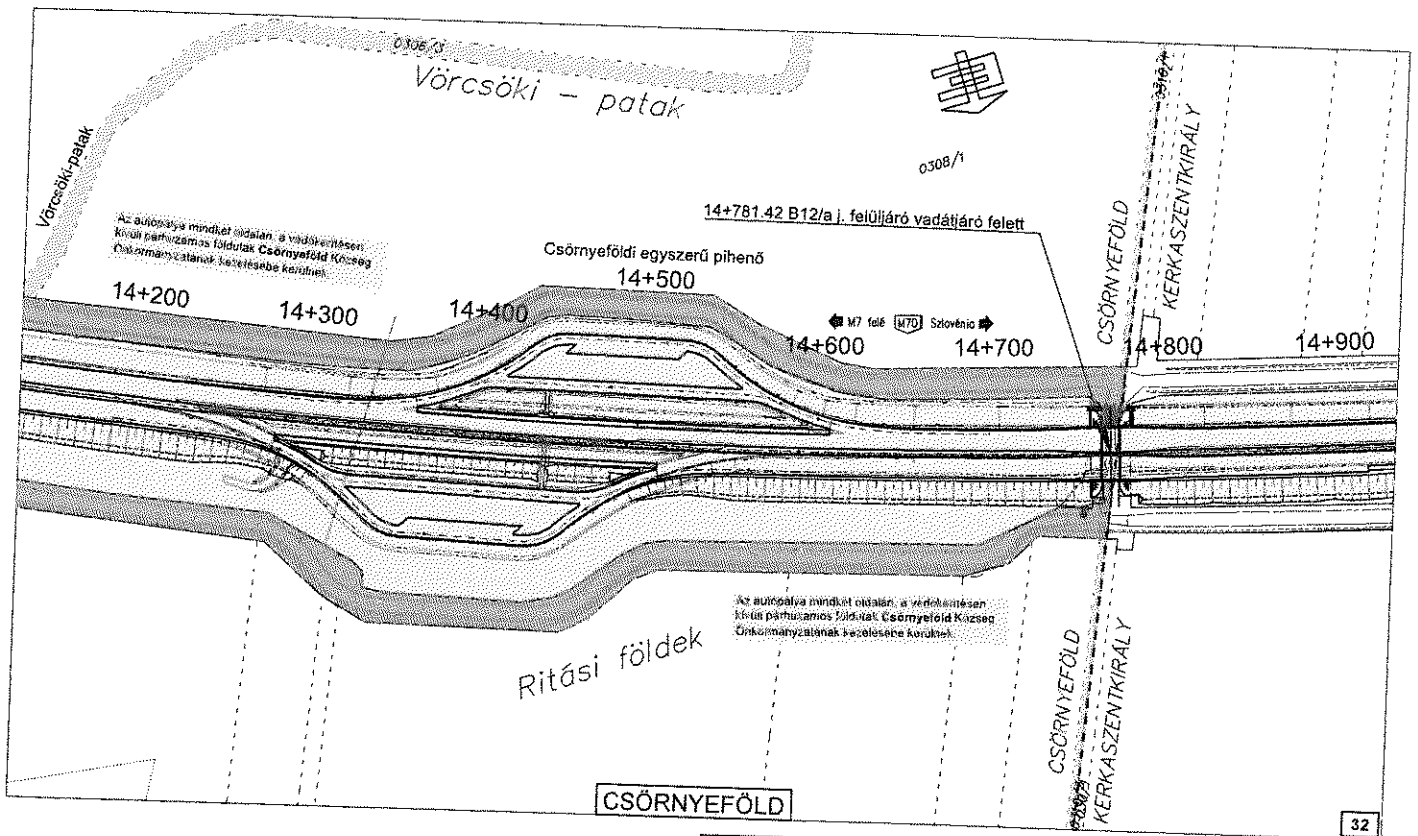 0306/3
Vörcsöki – patak
Vörcsöki-patak
0308/1
CSÖRNYEFÖLD
KERKASZENTKIRÁLY
14+781.42 B12/a j. felüljáró vadátjáró felett
Az autópálya mindkét oldalán, a védőkerítésen
kívüli párhuzamos földutak Csörnyeföld Község
Önkormányzatának kezelésébe kerülnek.
Csörnyeföldi egyszerű pihenő
14+200
14+300
14+400
14+500
M7 felé M70 Szlovénia
14+600
14+700
14+800
14+900
Az autópálya mindkét oldalán, a védőkerítésen
kívüli párhuzamos földutak Csörnyeföld Község
Önkormányzatának kezelésébe kerülnek.
Ritási földek
CSÖRNYEFÖLD
KERKASZENTKIRÁLY
CSÖRNYEFÖLD
32